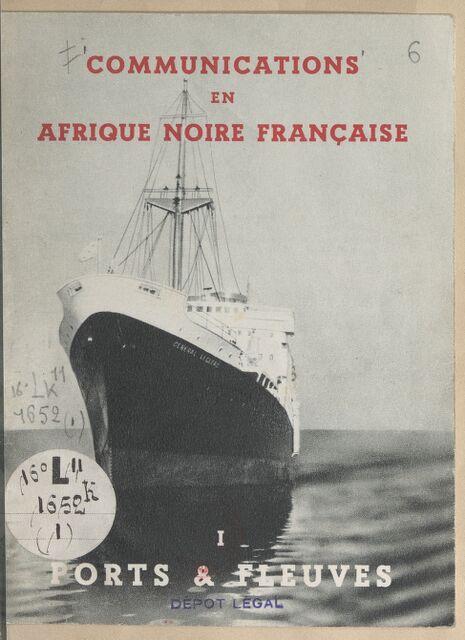 COMMUNICATIONS
6
EN
AFRIQUE NOIRE FRANÇAISE
GENERAL LECLERC
16° Lk 11
1652
(1)
16° L 11 k
1652
(1)
I
PORTS & FLEUVES
DEPOT LEGAL